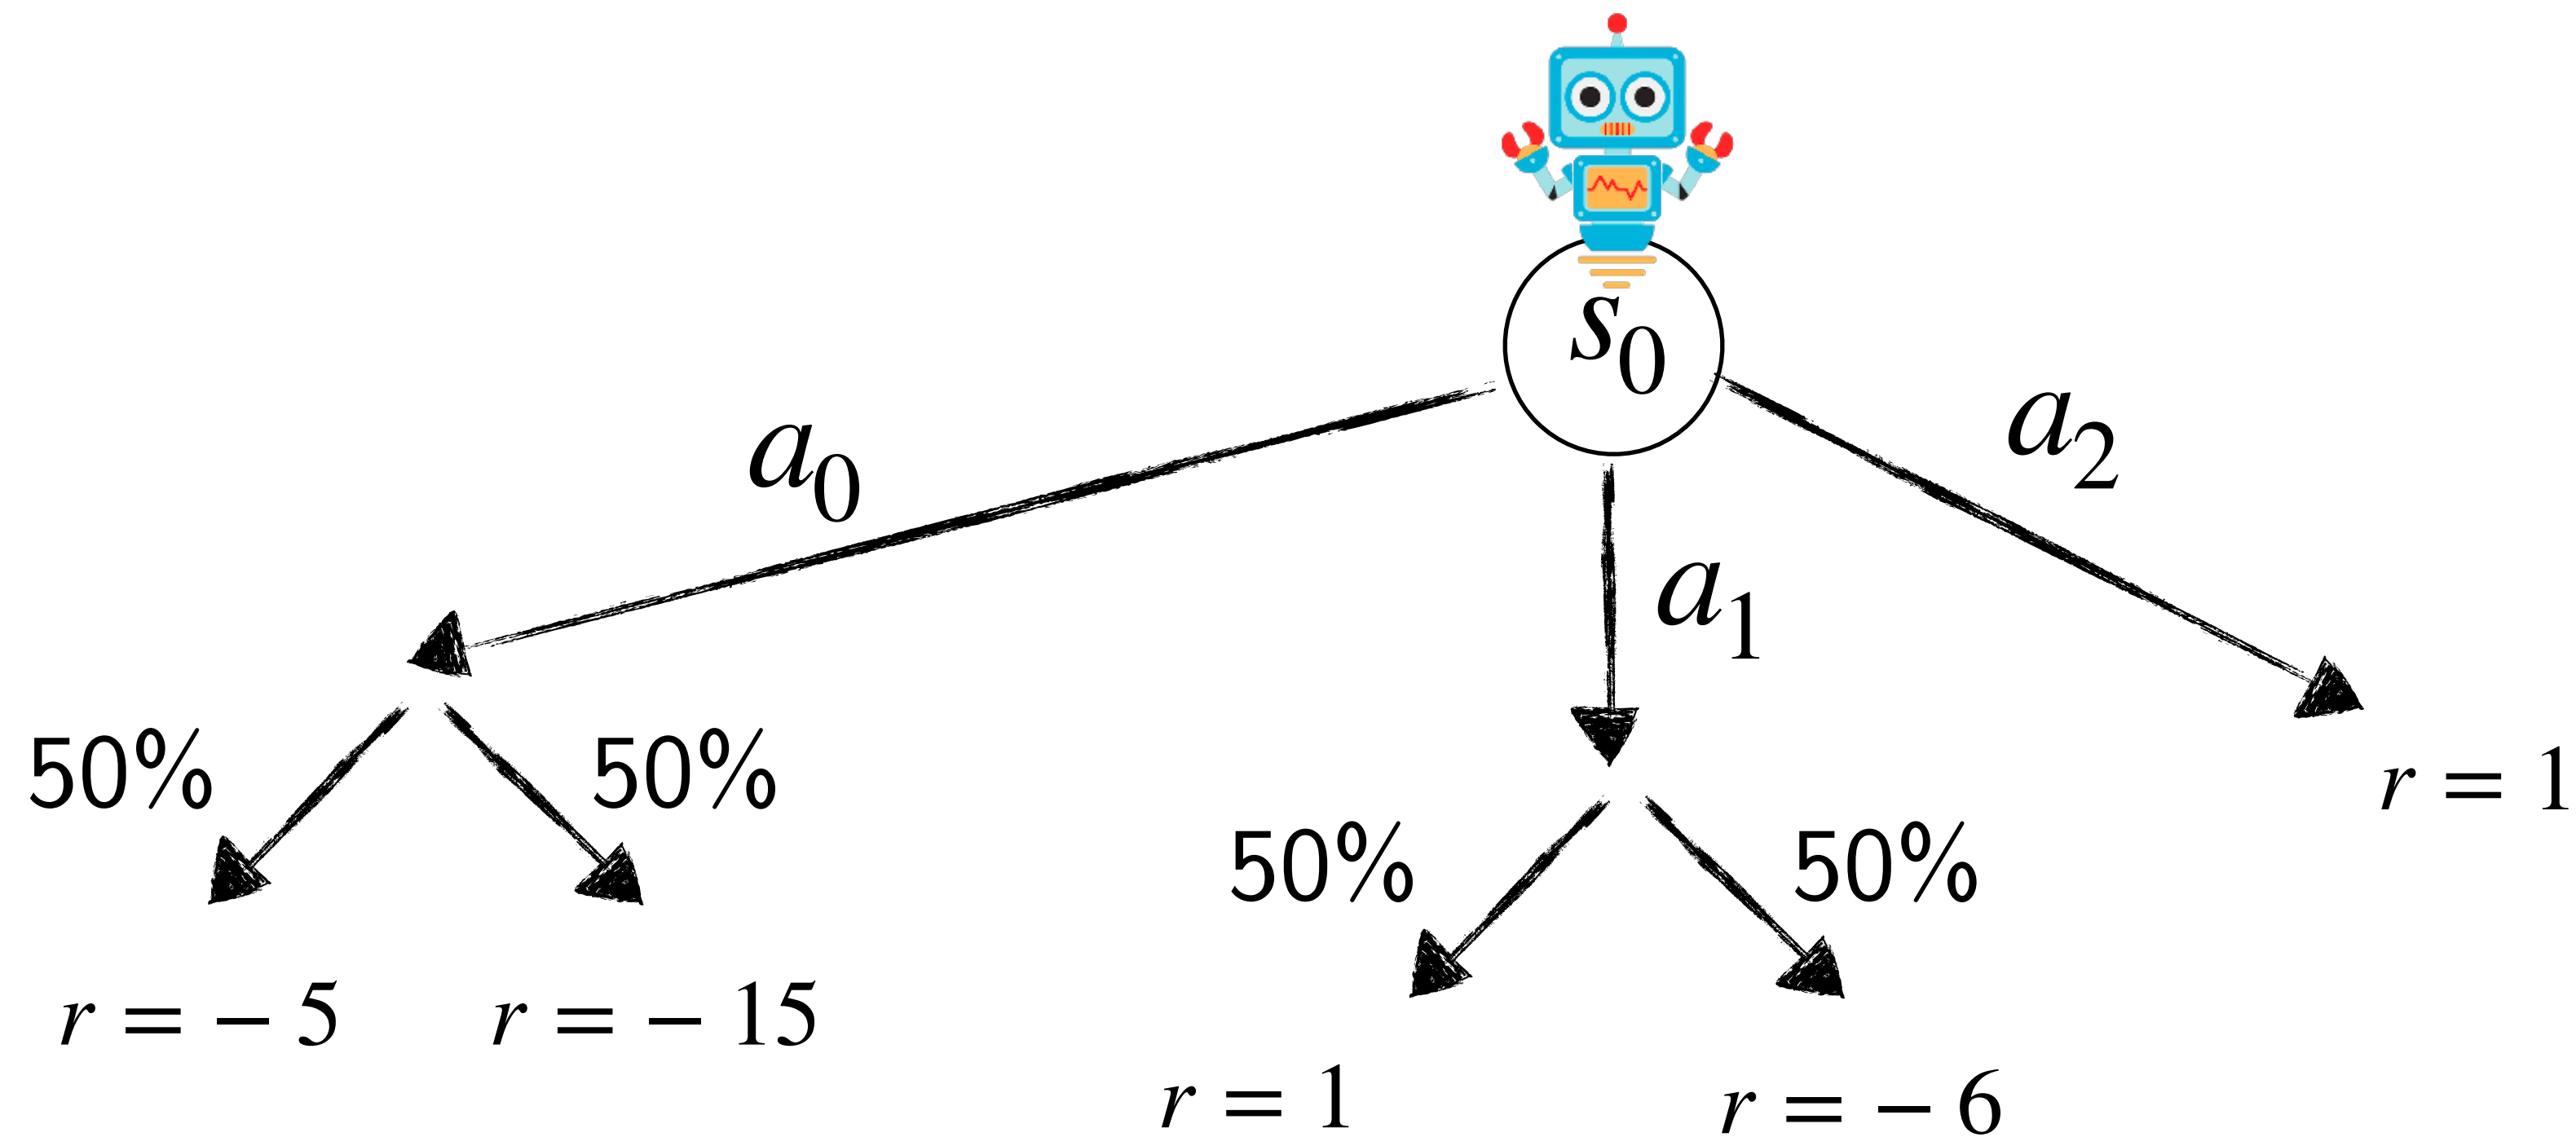 s₀
a₀
a₁
a₂
50% 50%
50% 50%
r = 1
r = − 5 r = − 15
r = 1 r = − 6